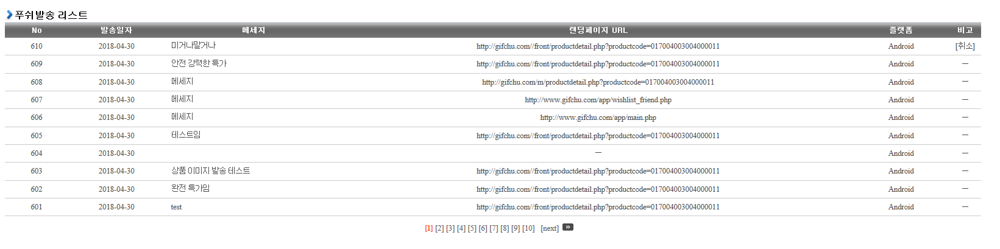 푸쉬발송 리스트
No 발송일자 메세지 랜딩페이지 URL 플랫폼 비고
610 2018-04-30 미거나말거나 http://gifchu.com//front/productdetail.php?productcode=017004003004000011 Android [취소]
609 2018-04-30 안전 강력한 특가 http://gifchu.com//front/productdetail.php?productcode=017004003004000011 Android ㅡ
608 2018-04-30 메세지 http://gifchu.com/m/productdetail.php?productcode=017004003004000011 Android ㅡ
607 2018-04-30 메세지 http://www.gifchu.com/app/wishlist_friend.php Android ㅡ
606 2018-04-30 메세지 http://www.gifchu.com/app/main.php Android ㅡ
605 2018-04-30 테스트임 http://gifchu.com//front/productdetail.php?productcode=017004003004000011 Android ㅡ
604 2018-04-30 ㅡ Android ㅡ
603 2018-04-30 상품 이미지 발송 테스트 http://gifchu.com//front/productdetail.php?productcode=017004003004000011 Android ㅡ
602 2018-04-30 완전 특가임 http://gifchu.com//front/productdetail.php?productcode=017004003004000011 Android ㅡ
601 2018-04-30 test http://gifchu.com//front/productdetail.php?productcode=017004003004000011 Android ㅡ
[1] [2] [3] [4] [5] [6] [7] [8] [9] [10] [next]